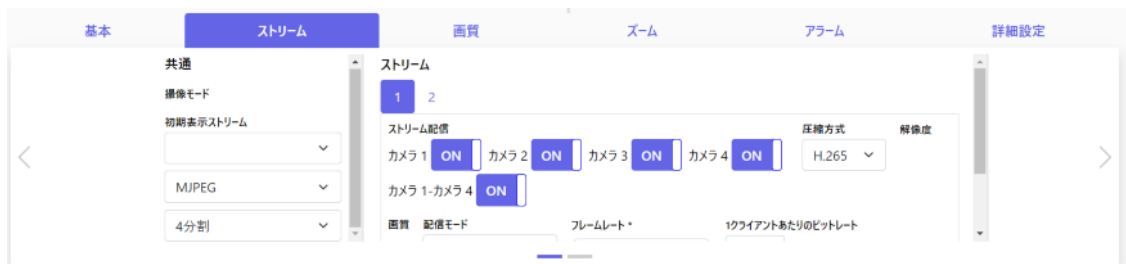 基本 ストリーム 画質 ズーム アラーム 詳細設定
共通
撮像モード
初期表示ストリーム
MJPEG
4分割
ストリーム
1 2
ストリーム配信 圧縮方式 解像度
カメラ 1 ON カメラ 2 ON カメラ 3 ON カメラ 4 ON H.265
カメラ 1-カメラ 4 ON
画質 配信モード フレームレート * 1クライアントあたりのビットレート